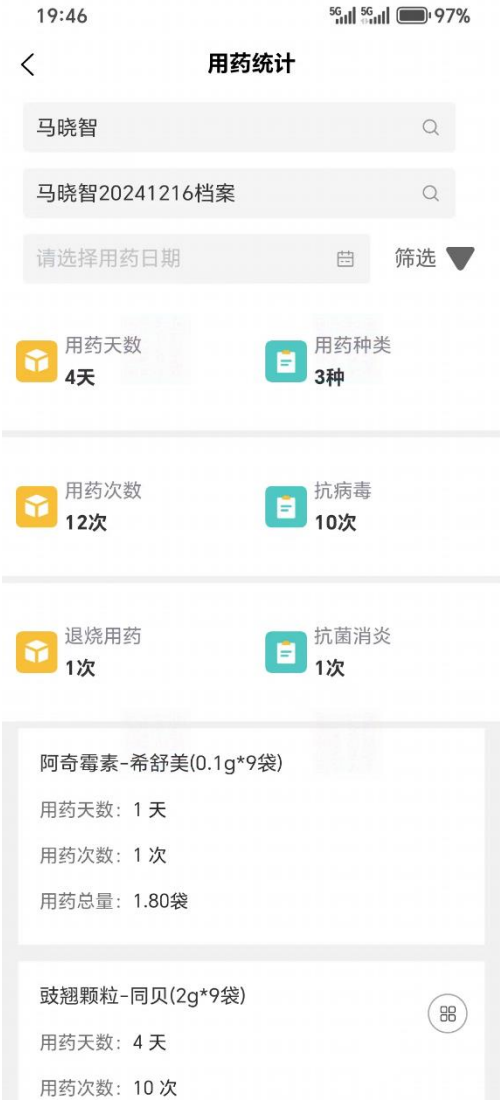 19:46
5G 5G 97%
用药统计
马晓智
马晓智20241216档案
请选择用药日期
筛选
用药天数
4天
用药种类
3种
用药次数
12次
抗病毒
10次
退烧用药
1次
抗菌消炎
1次
阿奇霉素-希舒美(0.1g*9袋)
用药天数：1 天
用药次数：1 次
用药总量：1.80袋
豉翘颗粒-同贝(2g*9袋)
用药天数：4 天
用药次数：10 次